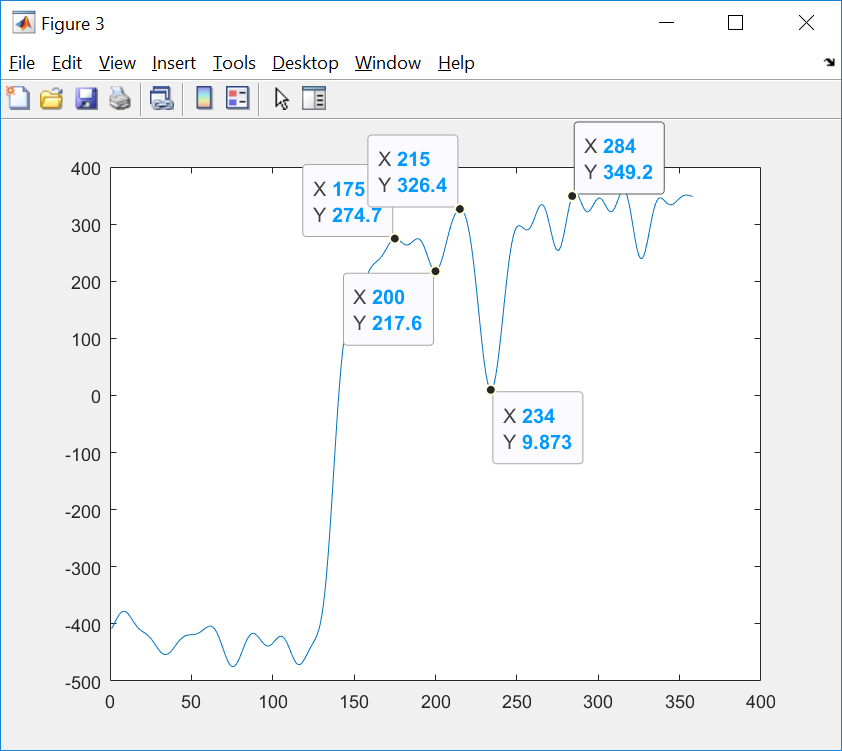 Figure 3
File Edit View Insert Tools Desktop Window Help
X 284
Y 349.2
X 215
Y 326.4
X 175
Y 274.7
X 200
Y 217.6
X 234
Y 9.873
400
300
200
100
0
-100
-200
-300
-400
-500
0 50 100 150 200 250 300 350 400